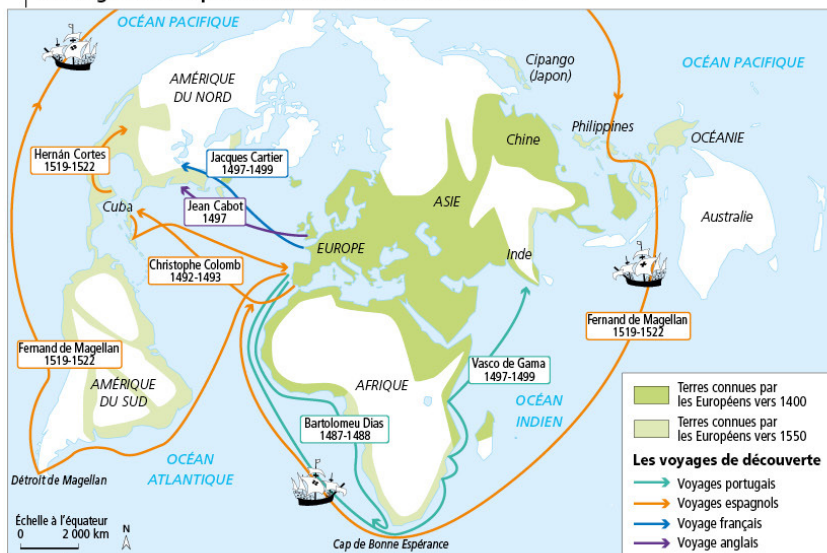 OCÉAN PACIFIQUE
AMÉRIQUE
DU NORD
Cipango
(Japon)
OCÉAN PACIFIQUE
Hernán Cortes
1519-1522
Jacques Cartier
1497-1499
Chine
Philippines
OCÉANIE
Jean Cabot
1497
Cuba
ASIE
EUROPE
Inde
Australie
Christophe Colomb
1492-1493
Fernand de Magellan
1519-1522
Fernand de Magellan
1519-1522
Vasco de Gama
1497-1499
AMÉRIQUE
DU SUD
AFRIQUE
OCÉAN
INDIEN
Bartolomeu Dias
1487-1488
OCÉAN
ATLANTIQUE
Détroit de Magellan
Échelle à l'équateur
0 2 000 km
N
Cap de Bonne Espérance
Terres connues par
les Européens vers 1400
Terres connues par
les Européens vers 1550
Les voyages de découverte
Voyages portugais
Voyages espagnols
Voyage français
Voyage anglais